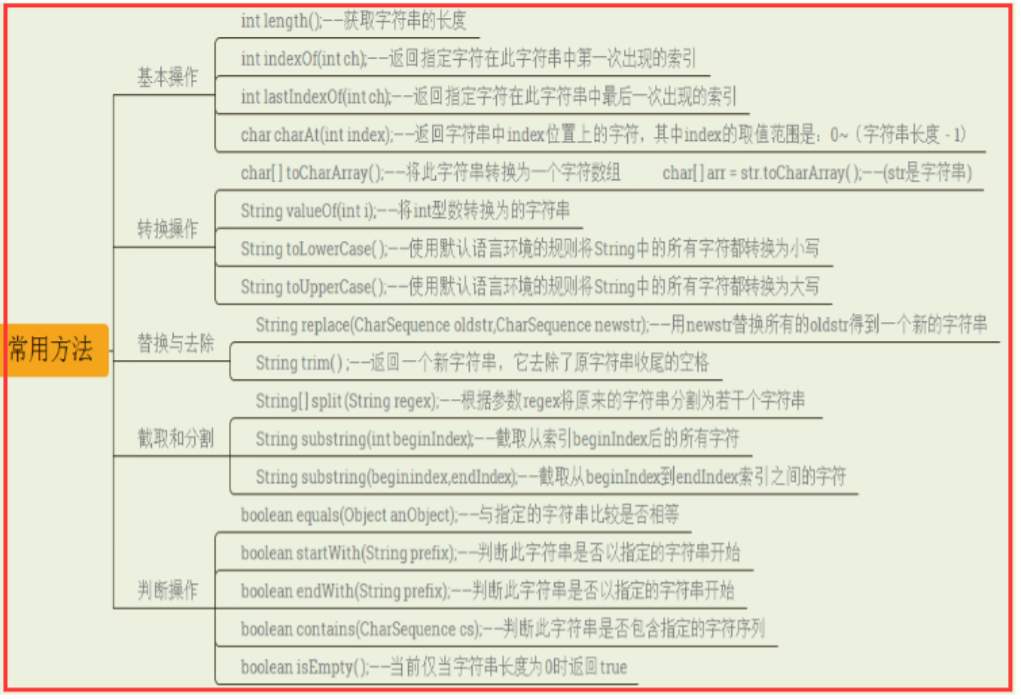 常用方法
基本操作
int length();——获取字符串的长度
int indexOf(int ch);——返回指定字符在此字符串中第一次出现的索引
int lastIndexOf(int ch);——返回指定字符在此字符串中最后一次出现的索引
char charAt(int index);——返回字符串中index位置上的字符，其中index的取值范围是：0~（字符串长度 - 1）
转换操作
char[ ] toCharArray();——将此字符串转换为一个字符数组 char[ ] arr = str.toCharArray( );——(str是字符串)
String valueOf(int i);——将int型数转换为的字符串
String toLowerCase( );——使用默认语言环境的规则将String中的所有字符都转换为小写
String toUpperCase();——使用默认语言环境的规则将String中的所有字符都转换为大写
替换与去除
String replace(CharSequence oldstr,CharSequence newstr);——用newstr替换所有的oldstr得到一个新的字符串
String trim() ;——返回一个新字符串，它去除了原字符串收尾的空格
截取和分割
String[ ] split (String regex);——根据参数regex将原来的字符串分割为若干个字符串
String substring(int beginIndex);——截取从索引beginIndex后的所有字符
String substring(beginindex,endIndex);——截取从beginIndex到endIndex索引之间的字符
判断操作
boolean equals(Object anObject);——与指定的字符串比较是否相等
boolean startWith(String prefix);——判断此字符串是否以指定的字符串开始
boolean endWith(String prefix);——判断此字符串是否以指定的字符串开始
boolean contains(CharSequence cs);——判断此字符串是否包含指定的字符序列
boolean isEmpty( );——当前仅当字符串长度为0时返回true